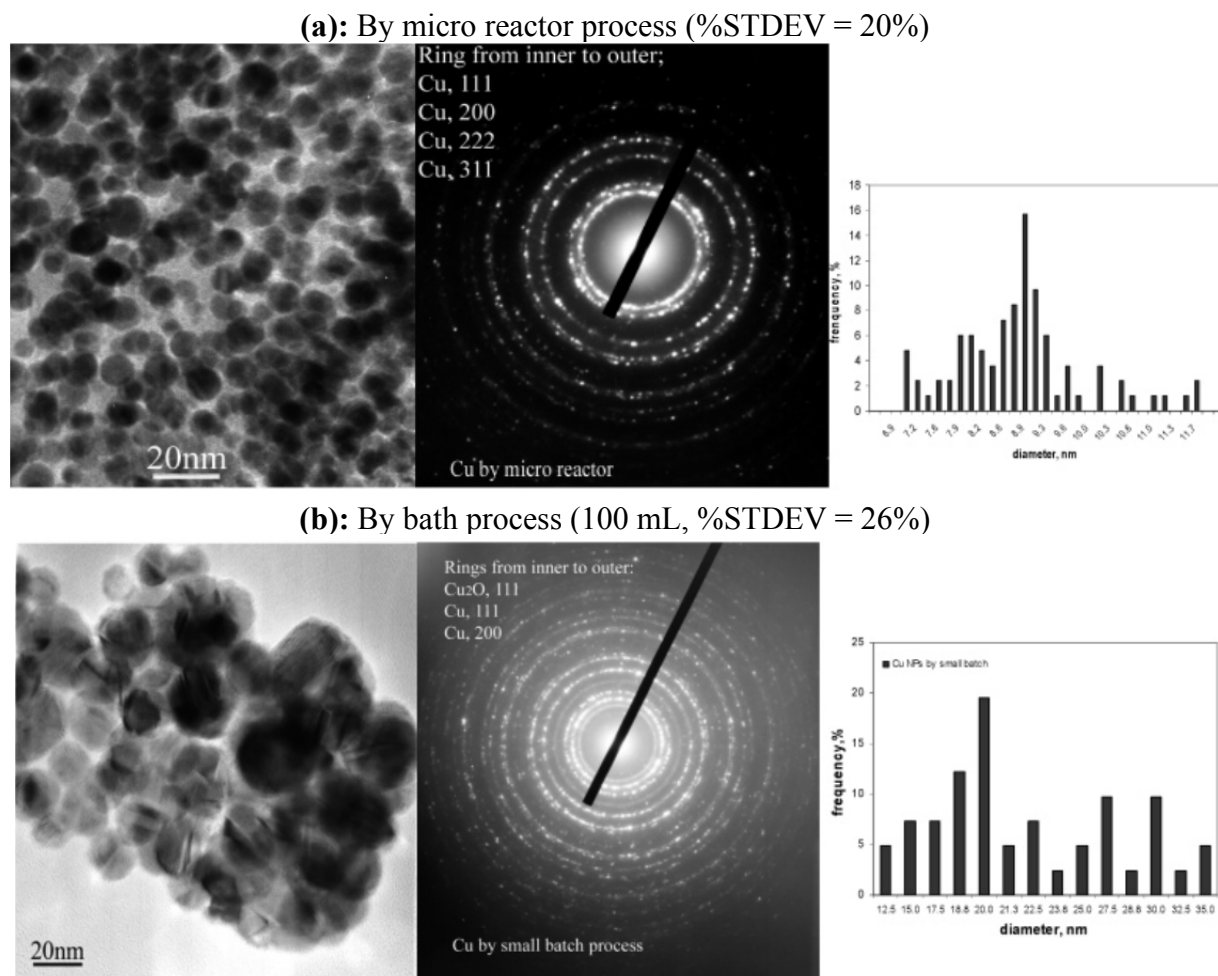 (a): By micro reactor process (%STDEV = 20%)
Ring from inner to outer;
Cu, 111
Cu, 200
Cu, 222
Cu, 311
20nm
Cu by micro reactor
18
16
14
12
10
8
6
4
2
0
frenquency, %
6.9 7.2 7.6 7.9 8.2 8.6 8.9 9.3 9.6 10.0 10.3 10.6 11.0 11.3 11.7
diameter, nm
(b): By bath process (100 mL, %STDEV = 26%)
Rings from inner to outer:
Cu2O, 111
Cu, 111
Cu, 200
20nm
Cu by small batch process
Cu NPs by small batch
25
20
15
10
5
0
frequency,%
12.5 15.0 17.5 18.8 20.0 21.3 22.5 23.8 25.0 27.5 28.8 30.0 32.5 35.0
diameter, nm